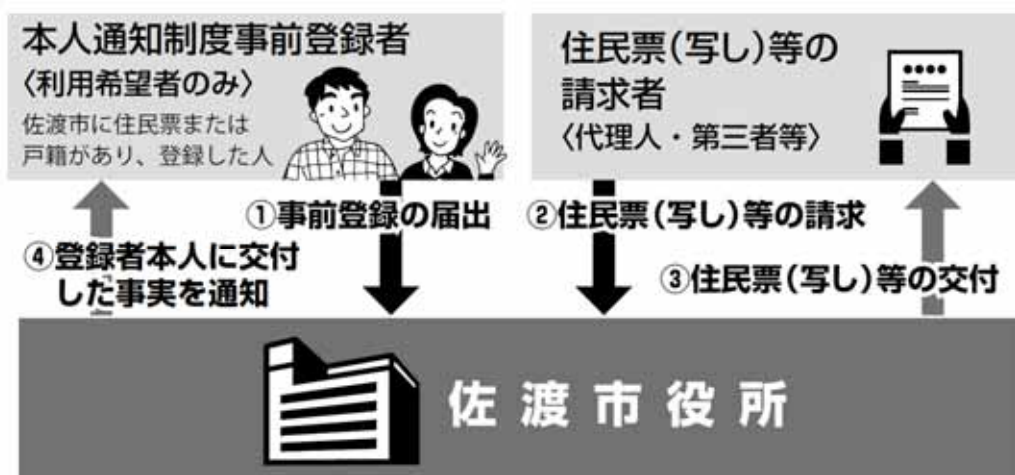 本人通知制度事前登録者
〈利用希望者のみ〉
佐渡市に住民票または
戸籍があり、登録した人
住民票(写し)等の
請求者
〈代理人・第三者等〉
①事前登録の届出
②住民票(写し)等の請求
④登録者本人に交付
した事実を通知
③住民票(写し)等の交付
佐渡市役所